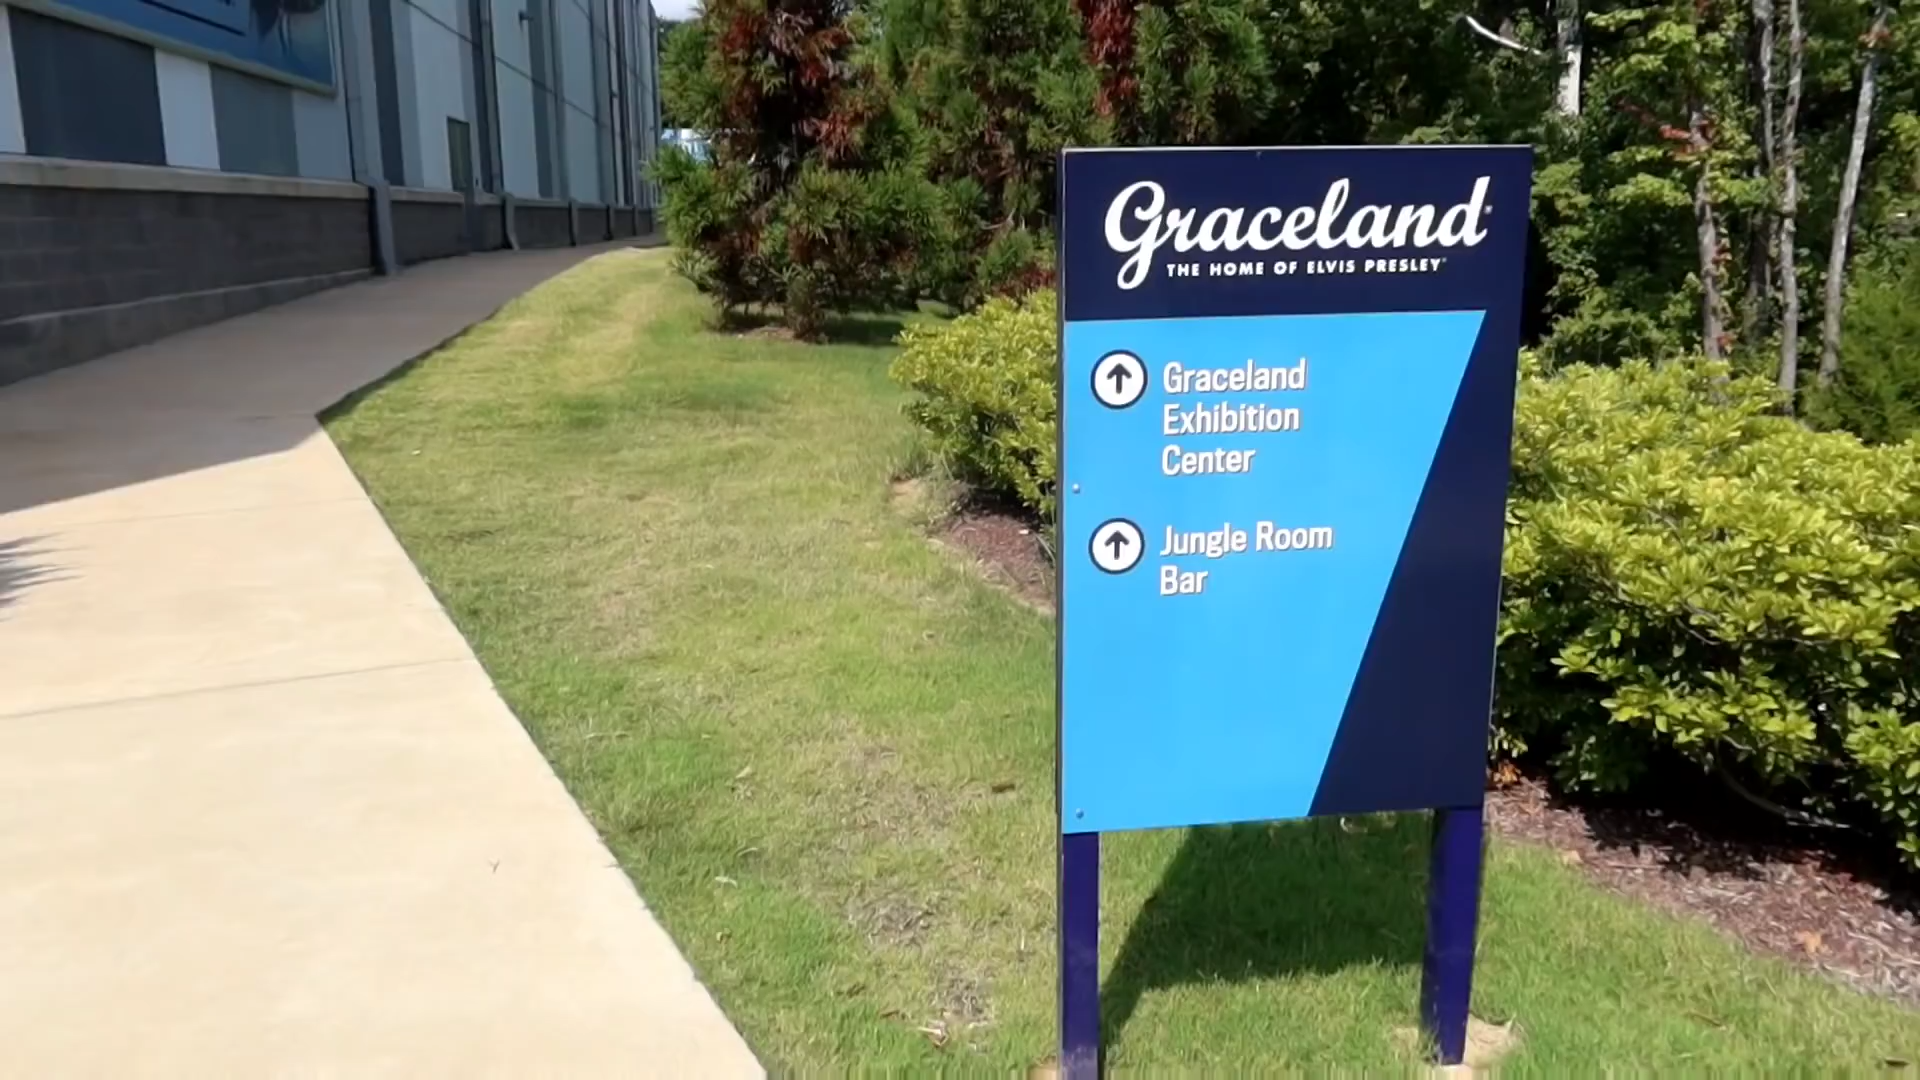 Graceland
THE HOME OF ELVIS PRESLEY
Graceland
Exhibition
Center
Jungle Room
Bar